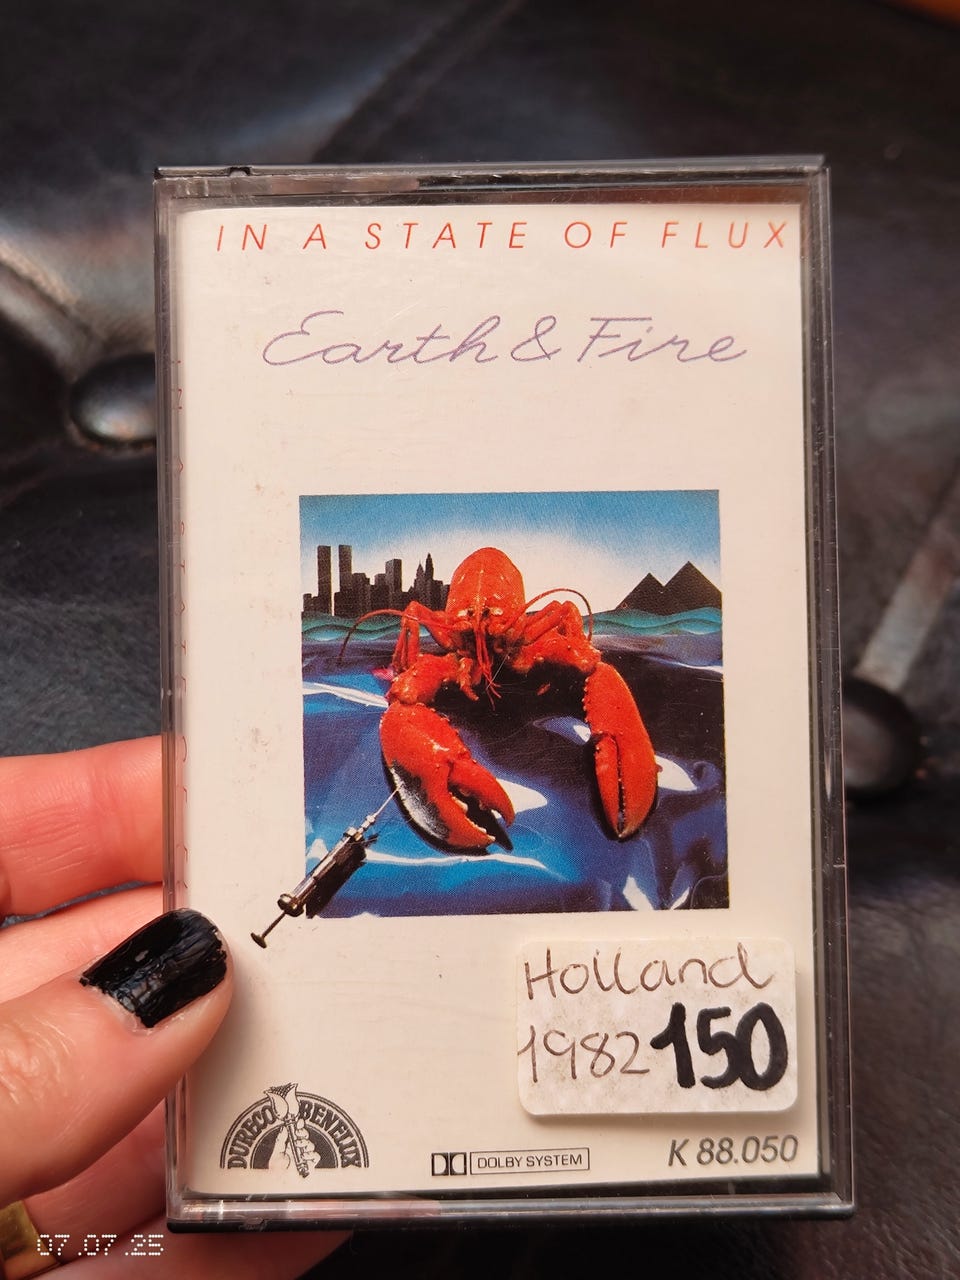 IN A STATE OF FLUX
Earth & Fire
Holland
1982 150
DURECO BENELUX
DOLBY SYSTEM
K 88.050
07.07.25